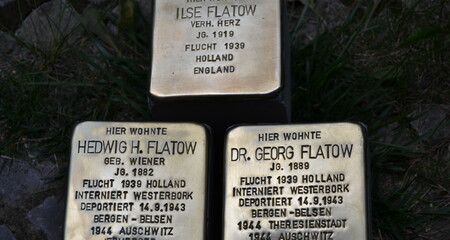 HIER WOHNTE
ILSE FLATOW
VERH. HERZ
JG. 1919
FLUCHT 1939
HOLLAND
ENGLAND
HIER WOHNTE
HEDWIG H. FLATOW
GEB. WIENER
JG. 1882
FLUCHT 1939 HOLLAND
INTERNIERT WESTERBORK
DEPORTIERT 14.9.1943
BERGEN-BELSEN
1944 AUSCHWITZ
HIER WOHNTE
DR. GEORG FLATOW
JG. 1889
FLUCHT 1939 HOLLAND
INTERNIERT WESTERBORK
DEPORTIERT 14.9.1943
BERGEN-BELSEN
1944 THERESIENSTADT
1944 AUSCHWITZ